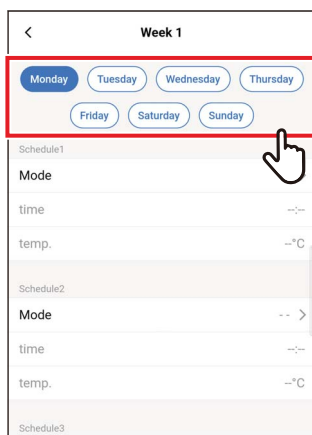 Week 1
Monday Tuesday Wednesday Thursday
Friday Saturday Sunday
Schedule1
Mode
time --:--
temp. --°C
Schedule2
Mode - - >
time --:--
temp. --°C
Schedule3